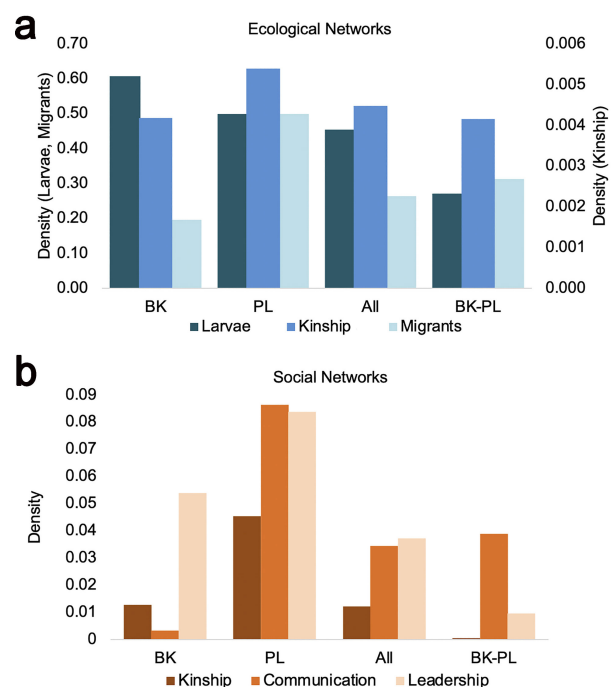 a
Ecological Networks
Density (Larvae, Migrants)
0.70
0.60
0.50
0.40
0.30
0.20
0.10
0.00
0.006
0.005
0.004
0.003
0.002
0.001
0.000
Density (Kinship)
BK PL All BK-PL
Larvae Kinship Migrants
b
Social Networks
Density
0.09
0.08
0.07
0.06
0.05
0.04
0.03
0.02
0.01
0
BK PL All BK-PL
Kinship Communication Leadership